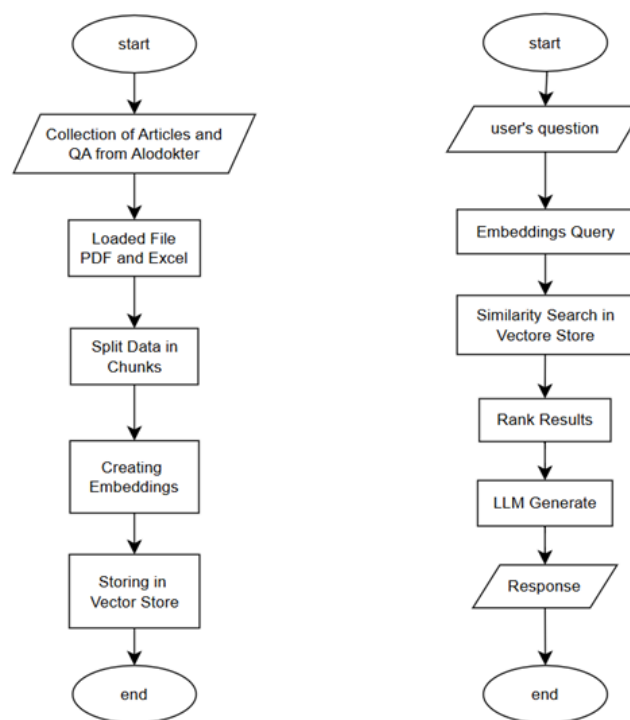 start
Collection of Articles and
QA from Alodokter
Loaded File
PDF and Excel
Split Data in
Chunks
Creating
Embeddings
Storing in
Vector Store
end
start
user's question
Embeddings Query
Similarity Search in
Vectore Store
Rank Results
LLM Generate
Response
end